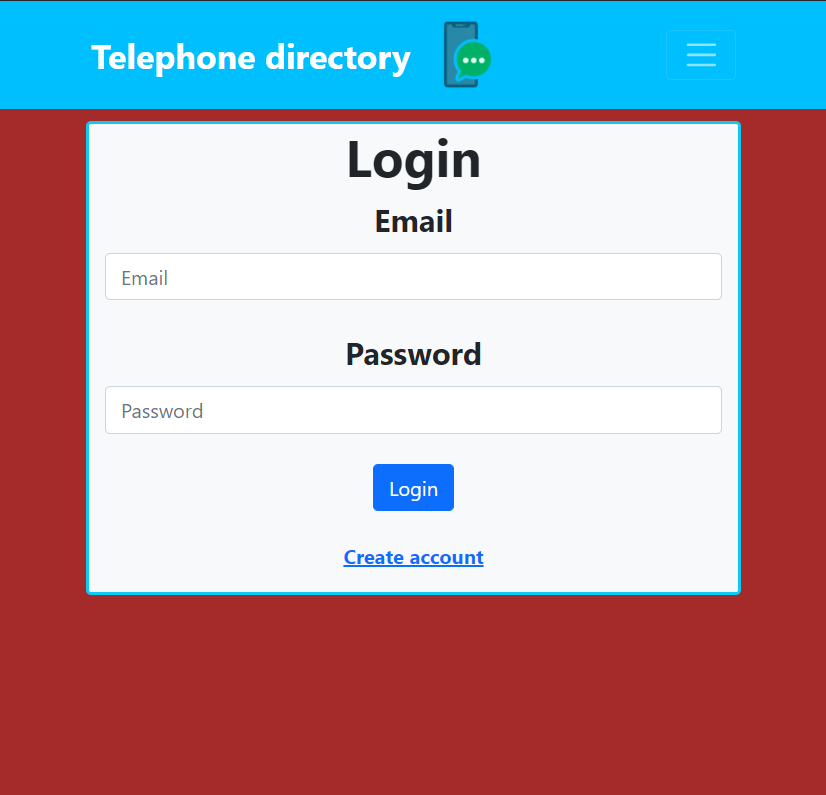 Telephone directory
Login
Email
Email
Password
Password
Login
Create account